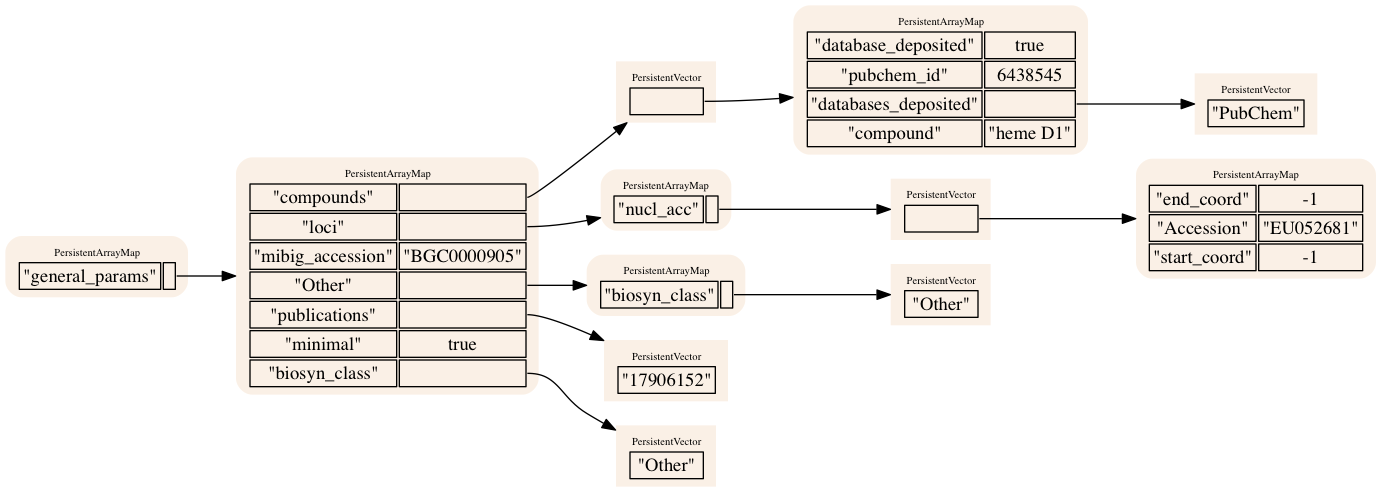 PersistentArrayMap
"general_params"
PersistentArrayMap
"compounds"
"loci"
"mibig_accession" "BGC0000905"
"Other"
"publications"
"minimal" true
"biosyn_class"
PersistentVector
PersistentArrayMap
"database_deposited" true
"pubchem_id" 6438545
"databases_deposited"
"compound" "heme D1"
PersistentVector
"PubChem"
PersistentArrayMap
"nucl_acc"
PersistentVector
PersistentArrayMap
"end_coord" -1
"Accession" "EU052681"
"start_coord" -1
PersistentArrayMap
"biosyn_class"
PersistentVector
"Other"
PersistentVector
"17906152"
PersistentVector
"Other"